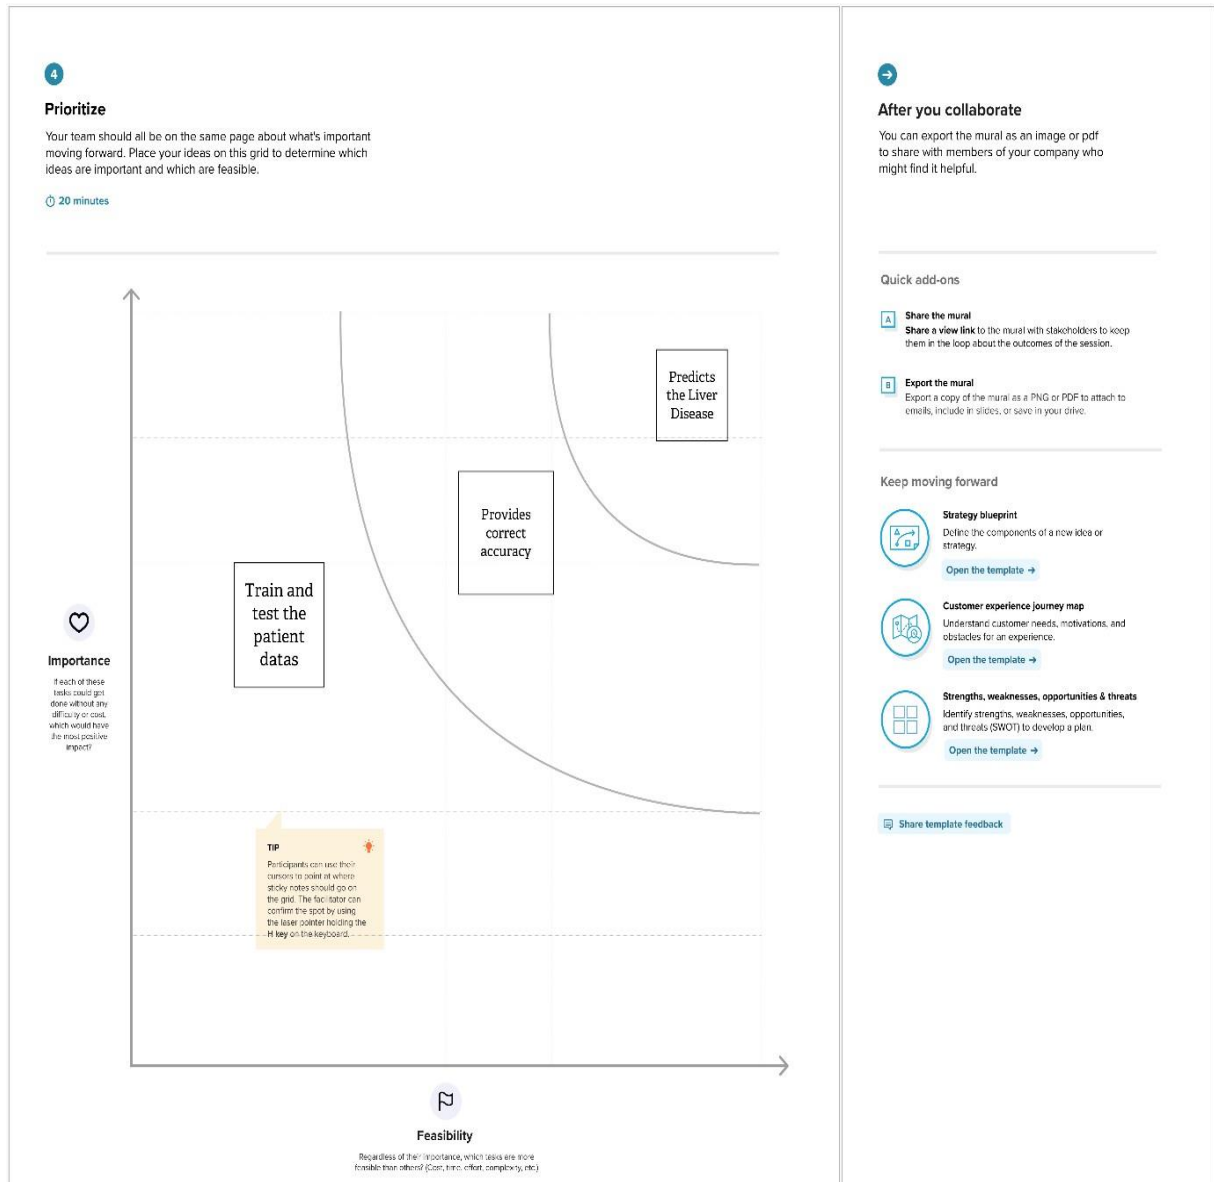 4
Prioritize
Your team should all be on the same page about what's important
moving forward. Place your ideas on this grid to determine which
ideas are important and which are feasible.
20 minutes
Predicts
the Liver
Disease
Provides
correct
accuracy
Train and
test the
patient
datas
Importance
If each of these
tasks could get
done without any
difficulty or cost,
which would have
the most positive
impact?
TIP
Participants can use their
cursors to point at where
sticky notes should go on
the grid. The facilitator can
confirm the spot by using
the laser pointer holding the
H key on the keyboard.
Feasibility
Regardless of their importance, which tasks are more
feasible than others? (Cost, time, effort, complexity, etc.)
After you collaborate
You can export the mural as an image or pdf
to share with members of your company who
might find it helpful.
Quick add-ons
A
Share the mural
Share a view link to the mural with stakeholders to keep
them in the loop about the outcomes of the session.
B
Export the mural
Export a copy of the mural as a PNG or PDF to attach to
emails, include in slides, or save in your drive.
Keep moving forward
Strategy blueprint
Define the components of a new idea or
strategy.
Open the template →
Customer experience journey map
Understand customer needs, motivations, and
obstacles for an experience.
Open the template →
Strengths, weaknesses, opportunities & threats
Identify strengths, weaknesses, opportunities,
and threats (SWOT) to develop a plan.
Open the template →
Share template feedback